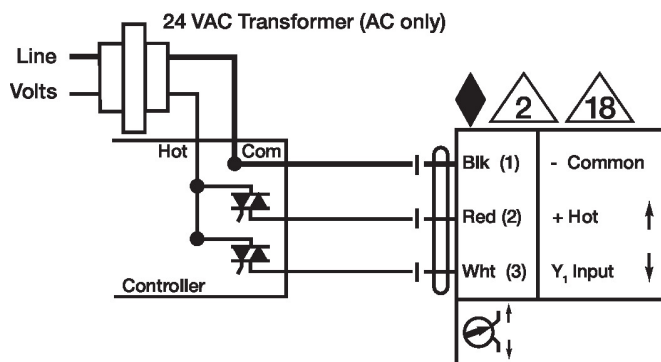 24 VAC Transformer (AC only)
Line
Volts
2
18
Hot
Com
Blk (1)
- Common
Red (2)
+ Hot
Wht (3)
Y₁ Input
Controller